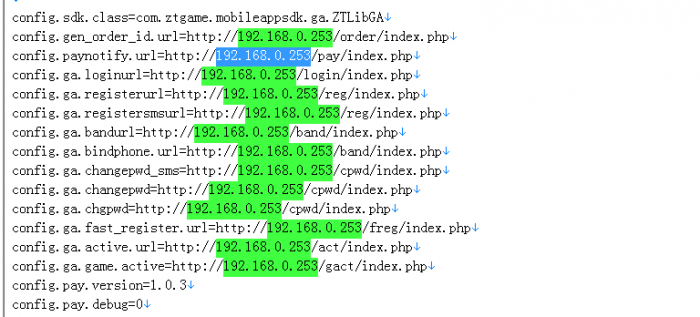 config.sdk.class=com.ztgame.mobileappsdk.ga.ZTLibGA↓
config.gen_order_id.url=http://192.168.0.253/order/index.php↓
config.paynotify.url=http://192.168.0.253/pay/index.php↓
config.ga.loginurl=http://192.168.0.253/login/index.php↓
config.ga.registerurl=http://192.168.0.253/reg/index.php↓
config.ga.registersmsurl=http://192.168.0.253/reg/index.php↓
config.ga.bandurl=http://192.168.0.253/band/index.php↓
config.ga.bindphone.url=http://192.168.0.253/band/index.php↓
config.ga.changepwd_sms=http://192.168.0.253/cpwd/index.php↓
config.ga.changepwd=http://192.168.0.253/cpwd/index.php↓
config.ga.chgpwd=http://192.168.0.253/cpwd/index.php↓
config.ga.fast_register.url=http://192.168.0.253/freg/index.php↓
config.ga.active.url=http://192.168.0.253/act/index.php↓
config.ga.game.active=http://192.168.0.253/gact/index.php↓
config.pay.version=1.0.3↓
config.pay.debug=0↓